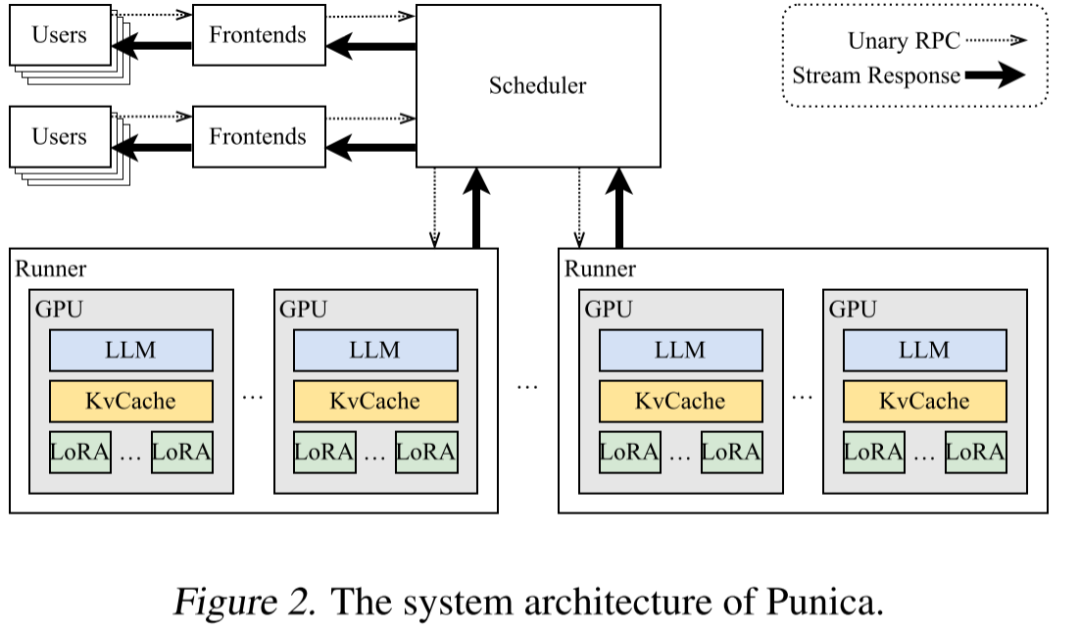 Users
Frontends
Scheduler
Unary RPC
Stream Response
Users
Frontends
Runner
GPU
LLM
KvCache
LoRA ... LoRA
...
GPU
LLM
KvCache
LoRA ... LoRA
...
Runner
GPU
LLM
KvCache
LoRA ... LoRA
...
GPU
LLM
KvCache
LoRA ... LoRA
Figure 2. The system architecture of Punica.